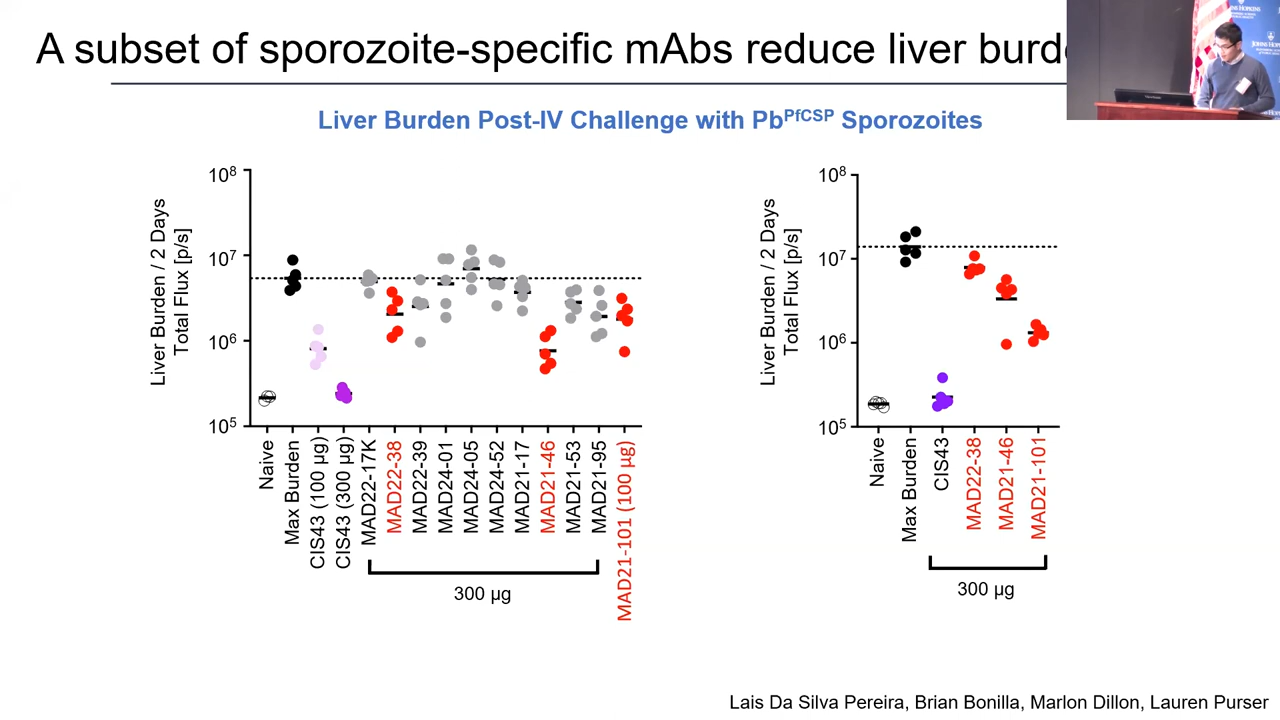 A subset of sporozoite-specific mAbs reduce liver
Liver Burden Post-IV Challenge with PbPfCSP Sporozoites
Liver Burden / 2 Days
Total Flux [p/s]
10⁸
10⁷
10⁶
10⁵
Naive
Max Burden
CIS43 (100 µg)
CIS43 (300 µg)
MAD22-17K
MAD22-38
MAD22-39
MAD24-01
MAD24-05
MAD24-52
MAD21-17
MAD21-46
MAD21-53
MAD21-95
MAD21-101 (100 µg)
300 µg
Liver Burden / 2 Days
Total Flux [p/s]
10⁸
10⁷
10⁶
10⁵
Naive
Max Burden
CIS43
MAD22-38
MAD21-46
MAD21-101
300 µg
Lais Da Silva Pereira, Brian Bonilla, Marlon Dillon, Lauren Purser